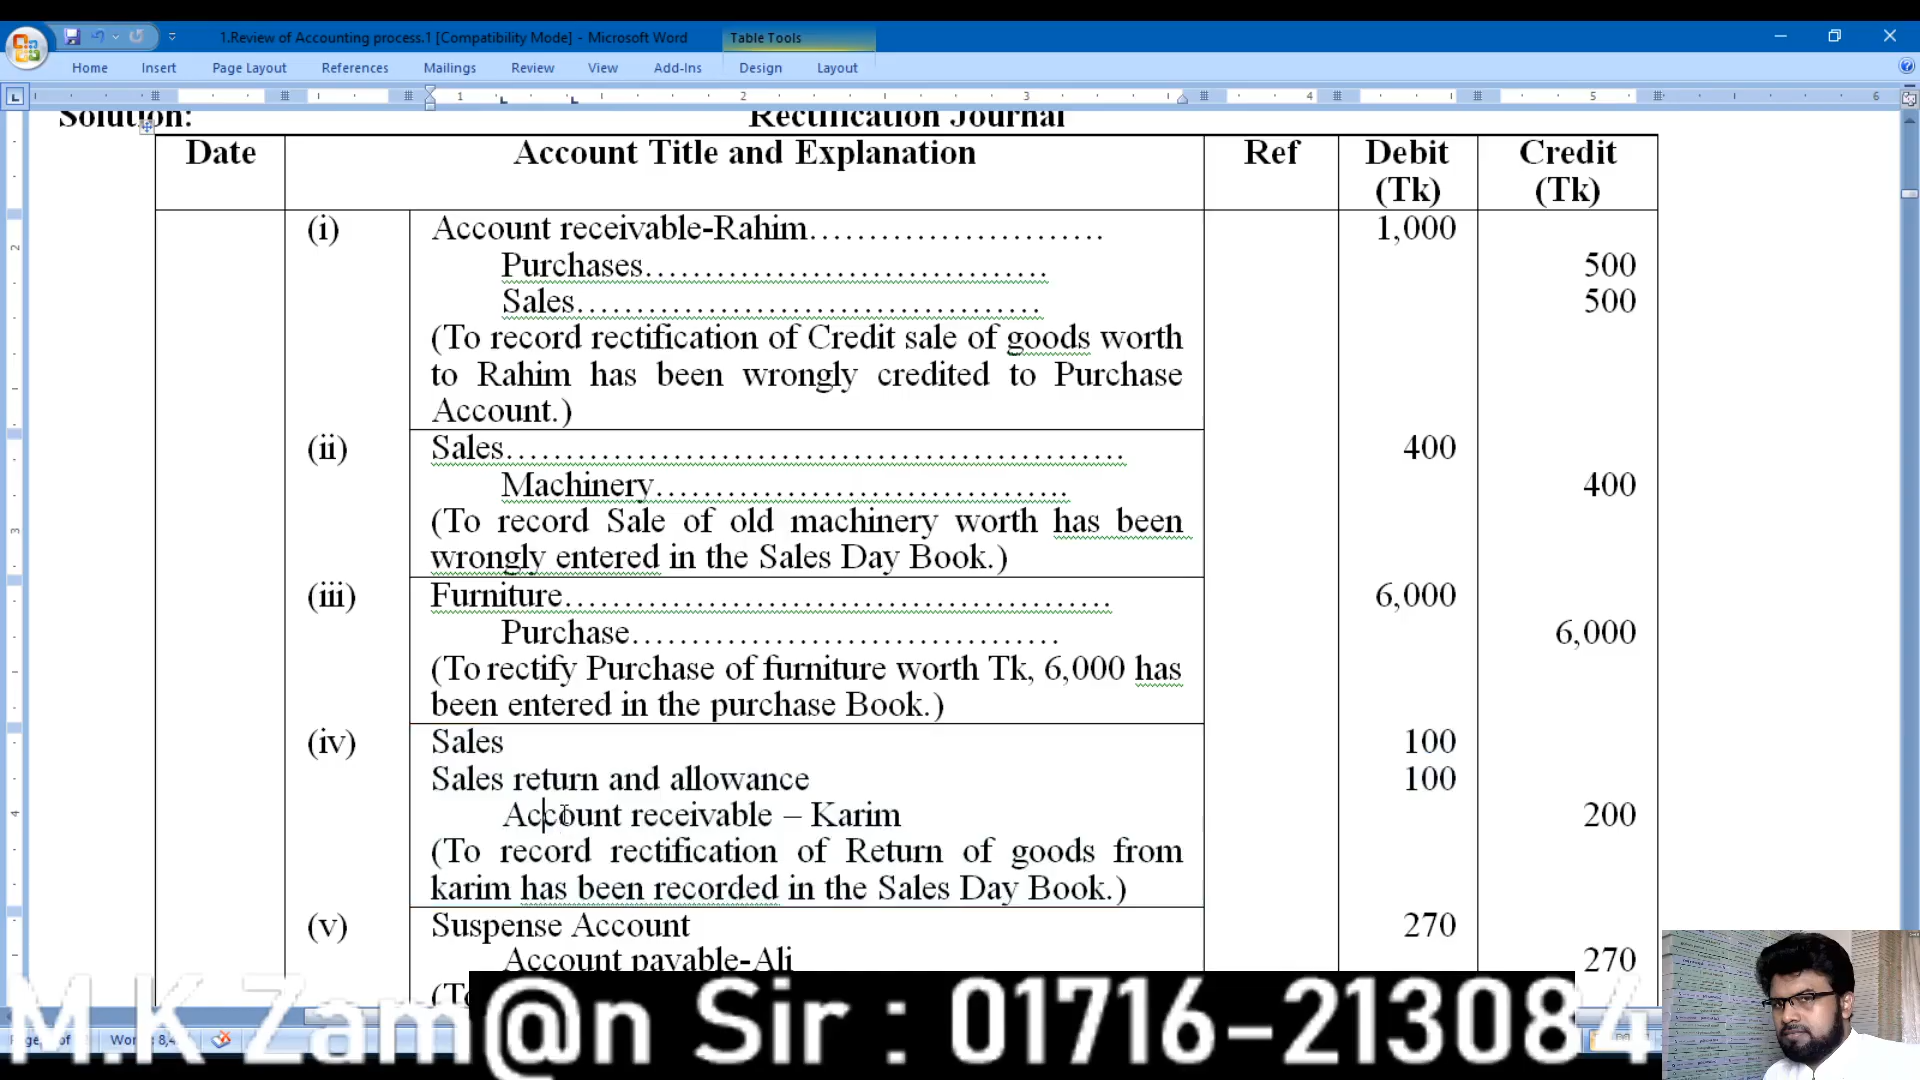 1.Review of Accounting process.1 [Compatibility Mode] - Microsoft Word
Table Tools
Home Insert Page Layout References Mailings Review View Add-Ins Design Layout
1 2 3 4 5 6
Solution: Rectification Journal
Date Account Title and Explanation Ref Debit (Tk) Credit (Tk)
(i) Account receivable-Rahim……………………. 1,000
Purchases……………………………. 500
Sales………………………………… 500
(To record rectification of Credit sale of goods worth
to Rahim has been wrongly credited to Purchase
Account.)
(ii) Sales……………………………………………. 400
Machinery……………………………. 400
(To record Sale of old machinery worth has been
wrongly entered in the Sales Day Book.)
(iii) Furniture………………………………………. 6,000
Purchase……………………………… 6,000
(To rectify Purchase of furniture worth Tk, 6,000 has
been entered in the purchase Book.)
(iv) Sales 100
Sales return and allowance 100
Account receivable – Karim 200
(To record rectification of Return of goods from
karim has been recorded in the Sales Day Book.)
(v) Suspense Account 270
Account payable-Ali 270
M.K Zam@n Sir : 01716-213084